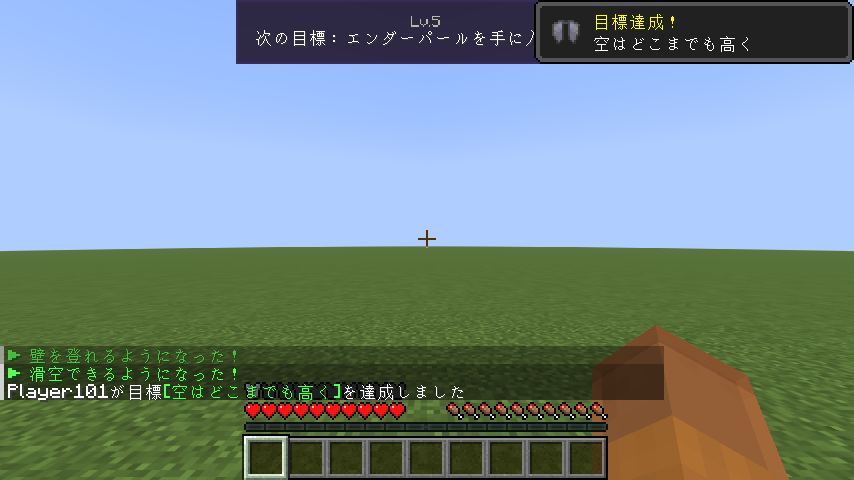 Lv.5
次の目標：エンダーパールを手に入
目標達成！
空はどこまでも高く
► 壁を登れるようになった！
► 滑空できるようになった！
Player101が目標[空はどこまでも高く]を達成しました